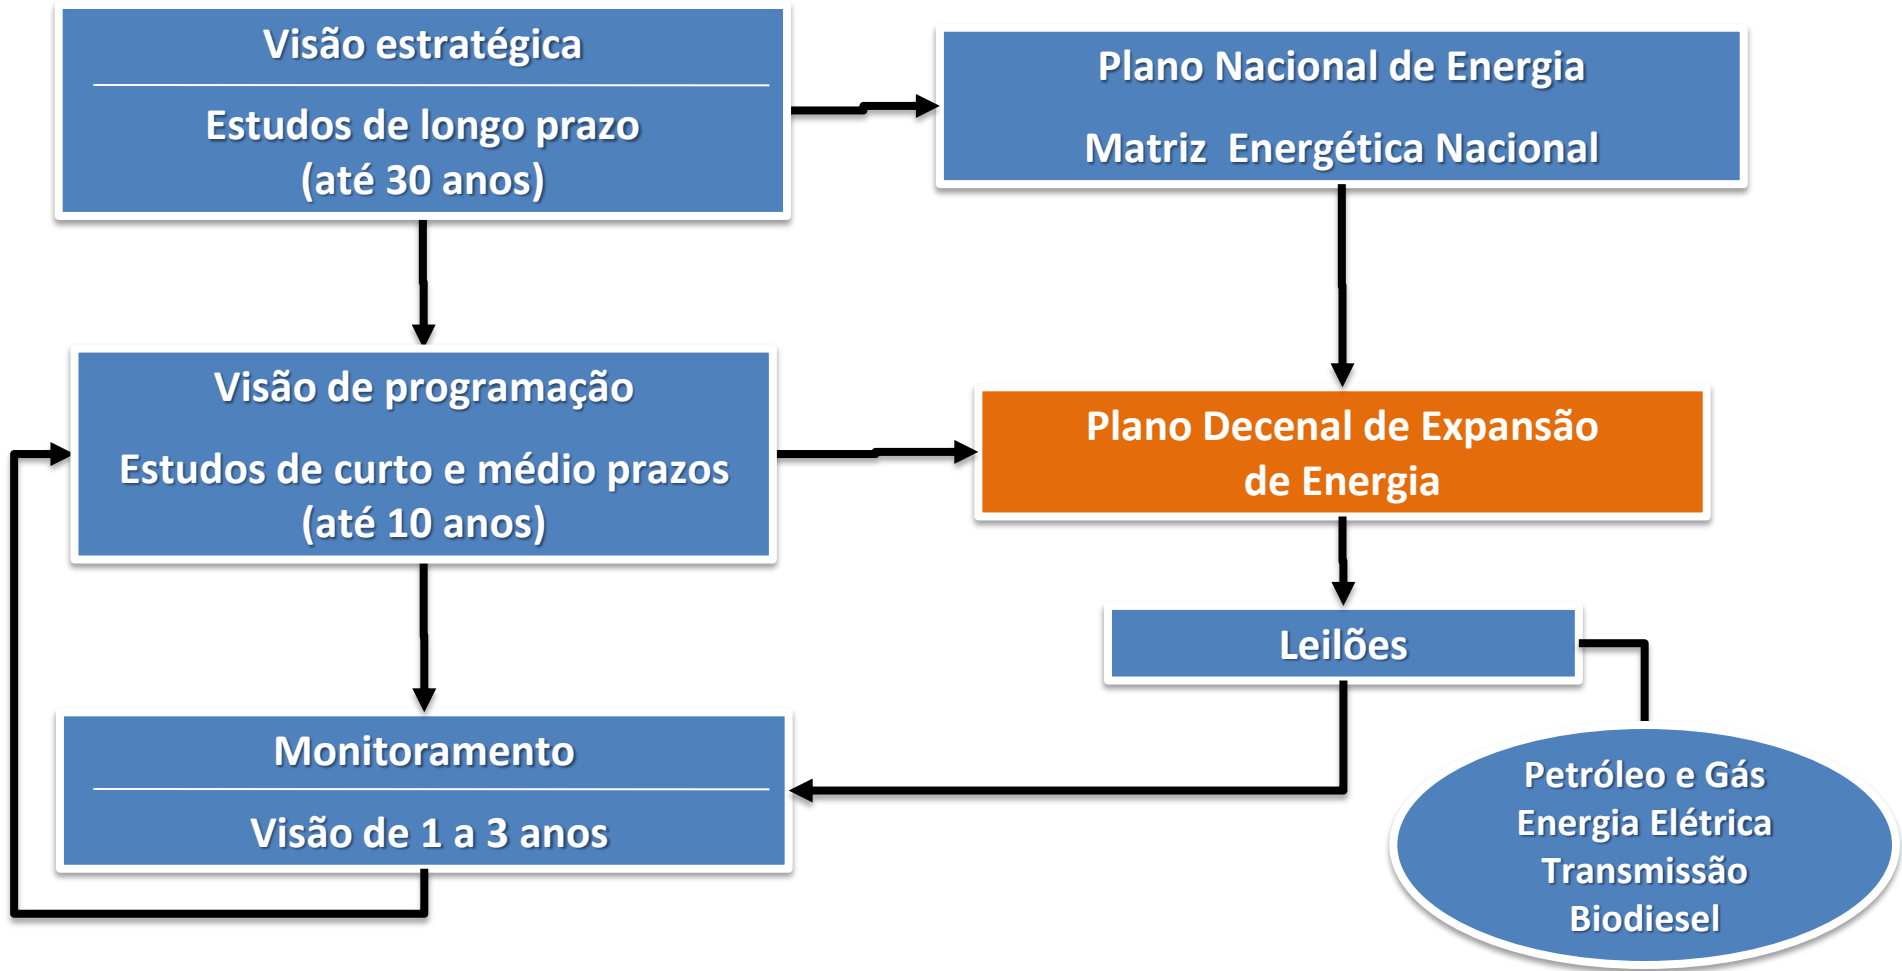 Visão estratégica
Estudos de longo prazo
(até 30 anos)
Plano Nacional de Energia
Matriz Energética Nacional
Visão de programação
Estudos de curto e médio prazos
(até 10 anos)
Plano Decenal de Expansão
de Energia
Leilões
Monitoramento
Visão de 1 a 3 anos
Petróleo e Gás
Energia Elétrica
Transmissão
Biodiesel